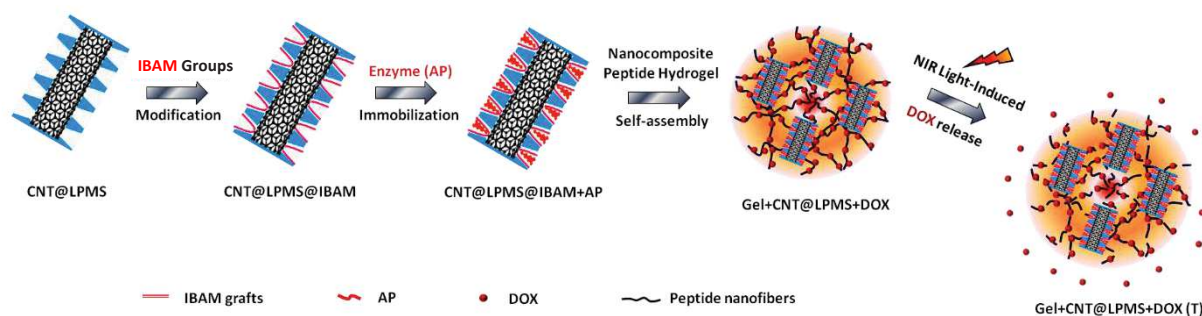 IBAM Groups
Modification
Enzyme (AP)
Immobilization
Nanocomposite
Peptide Hydrogel
Self-assembly
NIR Light-Induced
DOX release
CNT@LPMS
CNT@LPMS@IBAM
CNT@LPMS@IBAM+AP
Gel+CNT@LPMS+DOX
Gel+CNT@LPMS+DOX (T)
IBAM grafts
AP
DOX
Peptide nanofibers